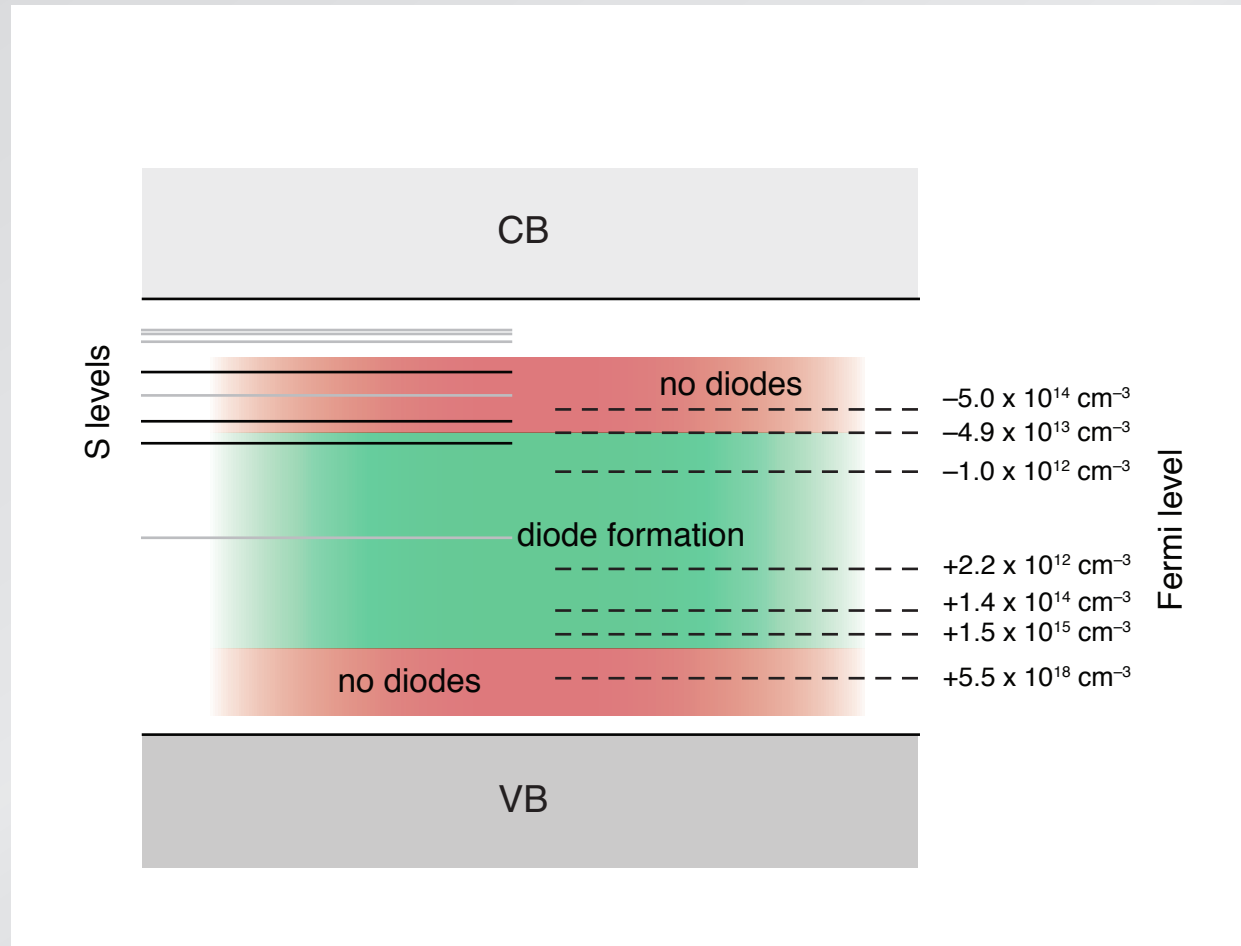 CB
S levels
no diodes
–5.0 x 10¹⁴ cm⁻³
–4.9 x 10¹³ cm⁻³
–1.0 x 10¹² cm⁻³
diode formation
+2.2 x 10¹² cm⁻³
+1.4 x 10¹⁴ cm⁻³
+1.5 x 10¹⁵ cm⁻³
Fermi level
no diodes
+5.5 x 10¹⁸ cm⁻³
VB